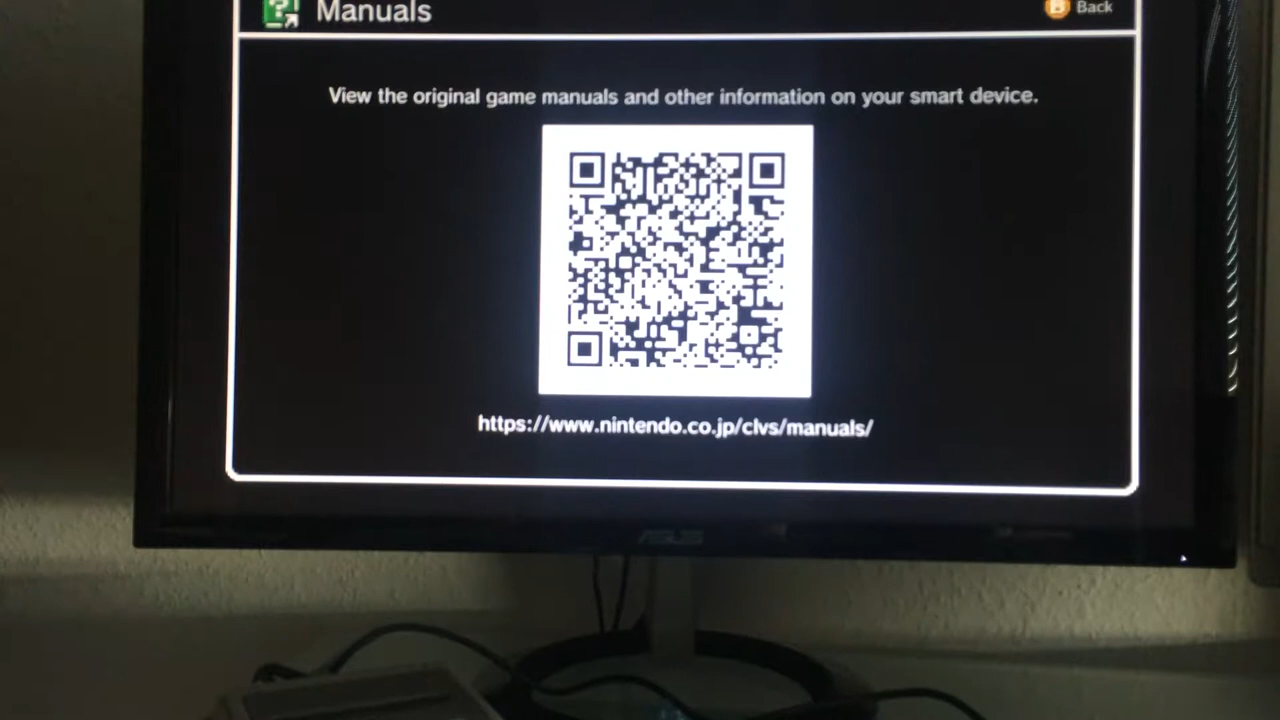 Manuals
B Back
View the original game manuals and other information on your smart device.
https://www.nintendo.co.jp/clvs/manuals/
ASUS